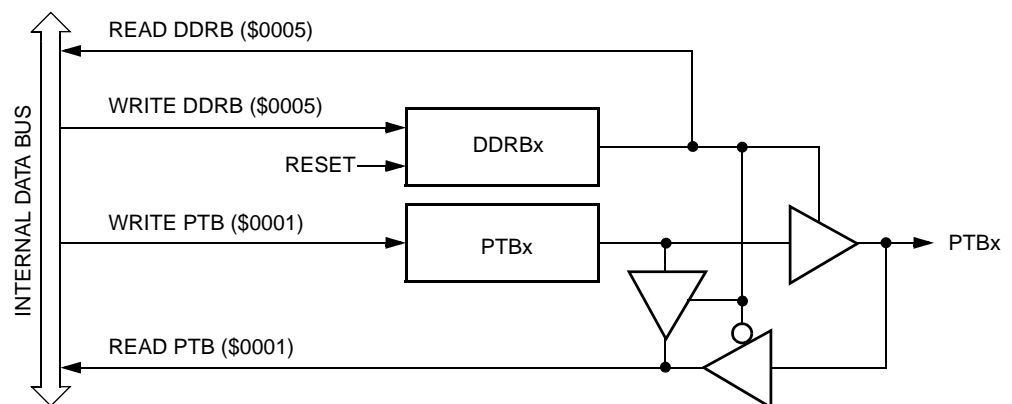 READ DDRB ($0005)
WRITE DDRB ($0005)
DDRBx
RESET
WRITE PTB ($0001)
PTBx
PTBx
READ PTB ($0001)
INTERNAL DATA BUS